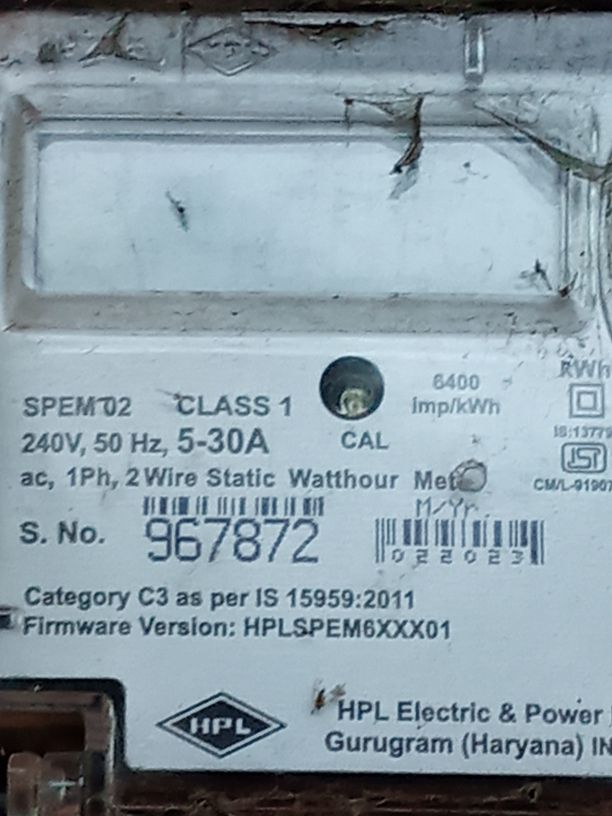 6400
kWh
SPEM 02 CLASS 1
imp/kWh
240V, 50 Hz, 5-30A CAL
IS:13779
ac, 1Ph, 2 Wire Static Watthour
CM/L-91907
M/Yr.
S. No. 967872
022023
Category C3 as per IS 15959:2011
Firmware Version: HPLSPEM6XXX01
HPL
HPL Electric & Power
Gurugram (Haryana) IN